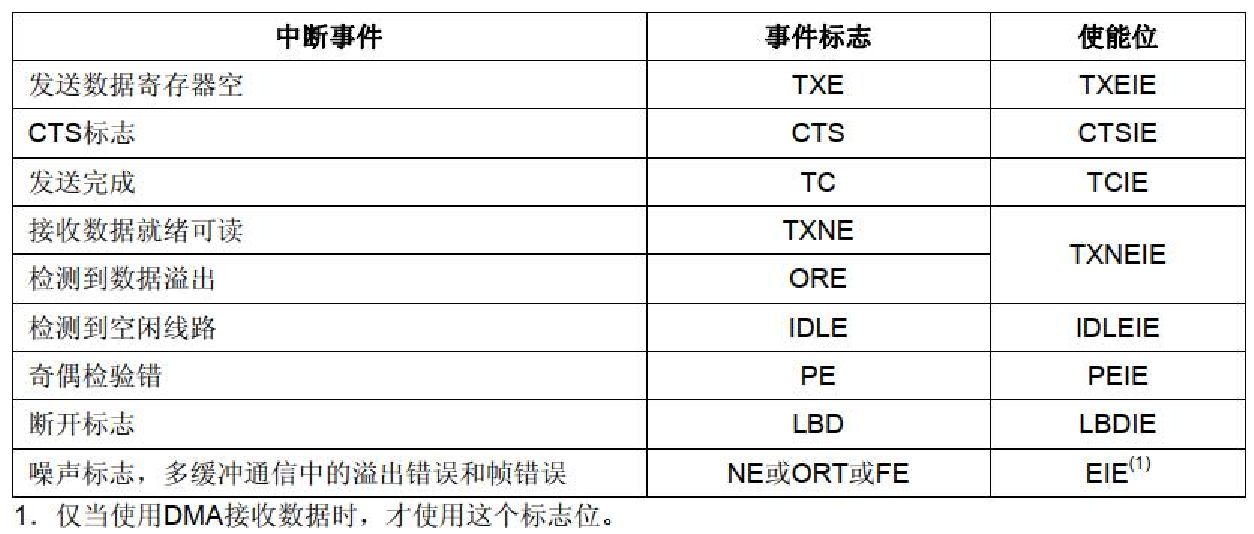 中断事件 事件标志 使能位
发送数据寄存器空 TXE TXEIE
CTS标志 CTS CTSIE
发送完成 TC TCIE
接收数据就绪可读 TXNE TXNEIE
检测到数据溢出 ORE
检测到空闲线路 IDLE IDLEIE
奇偶检验错 PE PEIE
断开标志 LBD LBDIE
噪声标志，多缓冲通信中的溢出错误和帧错误 NE或ORT或FE EIE(1)
1. 仅当使用DMA接收数据时，才使用这个标志位。